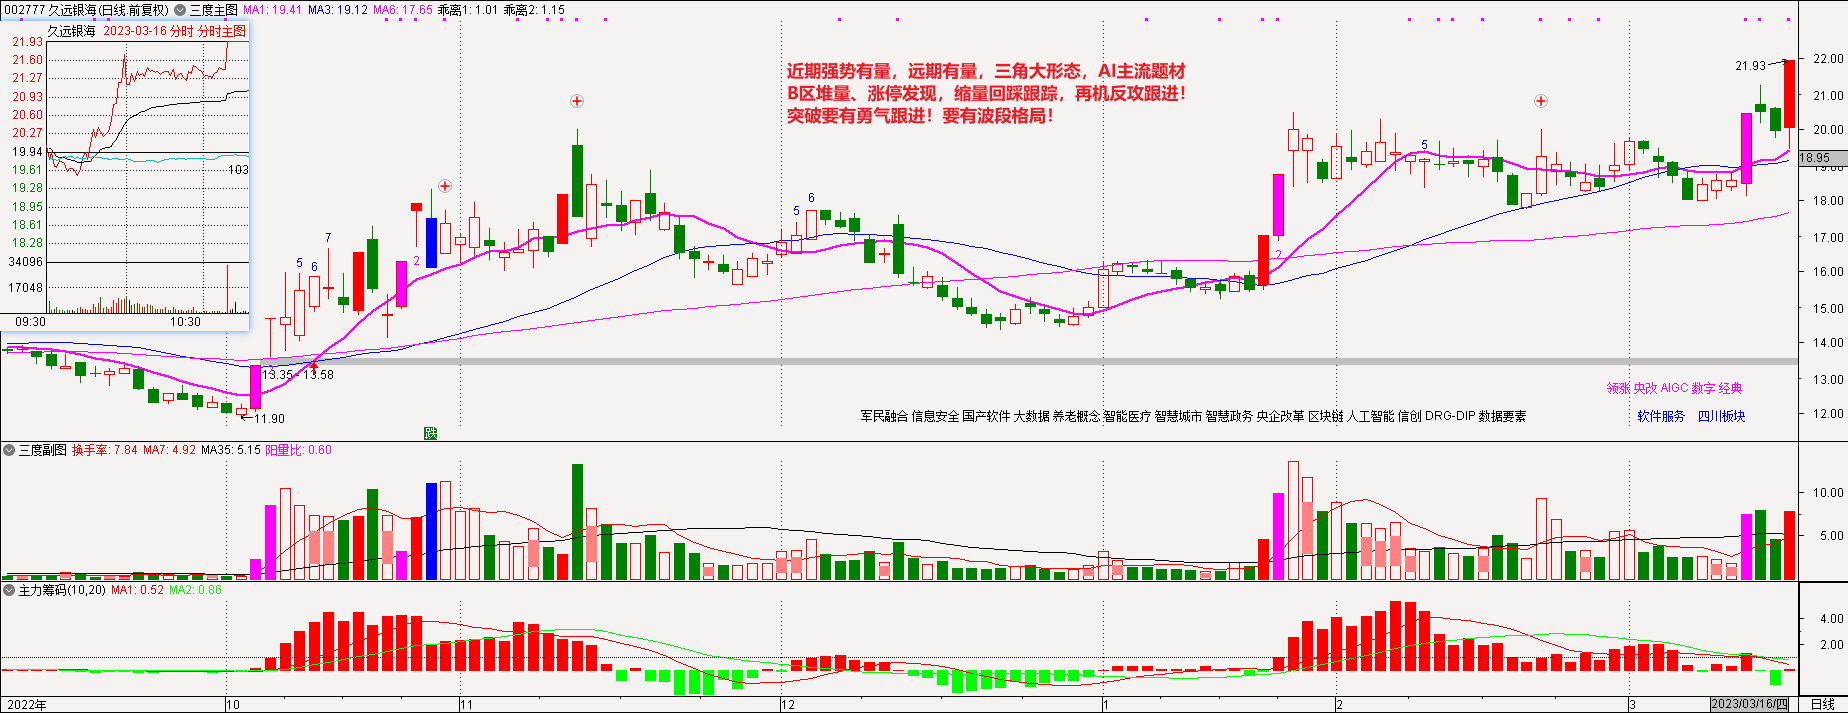 002777 久远银海(日线.前复权) 三度主图 MA1: 19.41 MA3: 19.12 MA6: 17.65 乖离1: 1.01 乖离2: 1.15
久远银海 2023-03-16 分时 分时主图
21.93
21.60
21.27
20.93
20.60
20.27
19.94
19.61
19.28
18.95
18.61
18.28
34096
17048
103
09:30 10:30
近期强势有量，远期有量，三角大形态，AI主流题材
B区堆量、涨停发现，缩量回踩跟踪，再机反攻跟进！
突破要有勇气跟进！要有波段格局！
21.93
22.00
21.00
20.00
19.00
18.95
18.00
17.00
16.00
15.00
14.00
13.00
12.00
5 6 7
2
5 6
2
5
13.35 - 13.58
11.90
跌
领涨 央改 AIGC 数字 经典
军民融合 信息安全 国产软件 大数据 养老概念 智能医疗 智慧城市 智慧政务 央企改革 区块链 人工智能 信创 DRG-DIP 数据要素
软件服务 四川板块
三度副图 换手率: 7.84 MA7: 4.92 MA35: 5.15 阳量比: 0.60
10.00
5.00
主力筹码(10,20) MA1: 0.52 MA2: 0.86
4.00
2.00
2022年 10 11 12 1 2 3 2023/03/16/四 日线